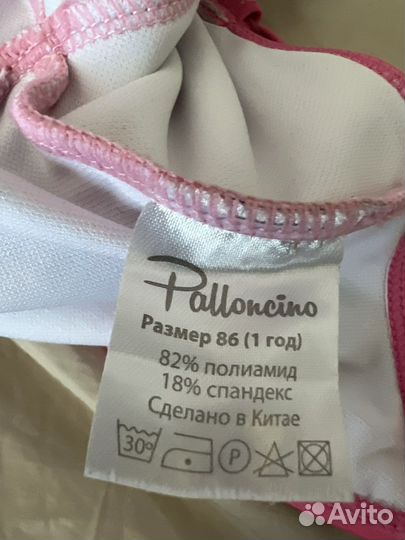 Palloncino
Размер 86 (1 год)
82% полиамид
18% спандекс
Сделано в Китае
30° P
Avito